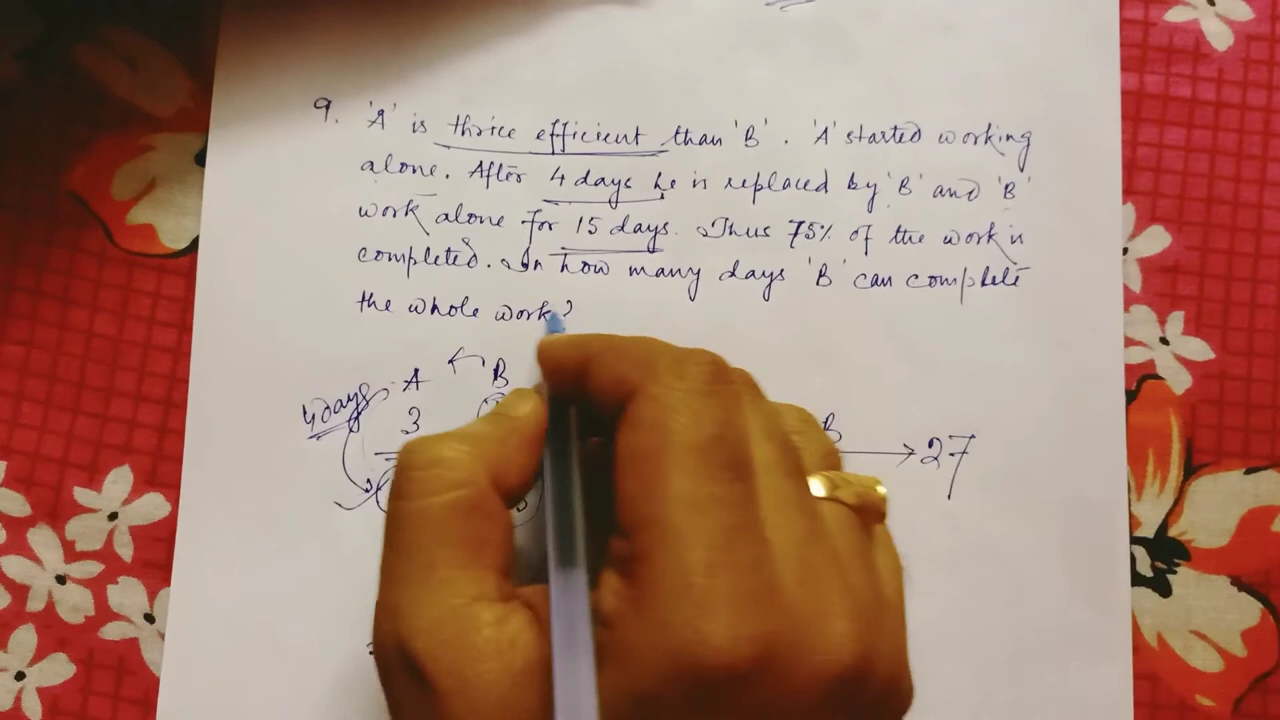 9. 'A' is thrice efficient than 'B'. 'A' started working
alone. After 4 days he is replaced by 'B' and 'B'
work alone for 15 days. Thus 75% of the work is
completed. In how many days 'B' can complete
the whole work?
4 days A ← B
3
B → 27